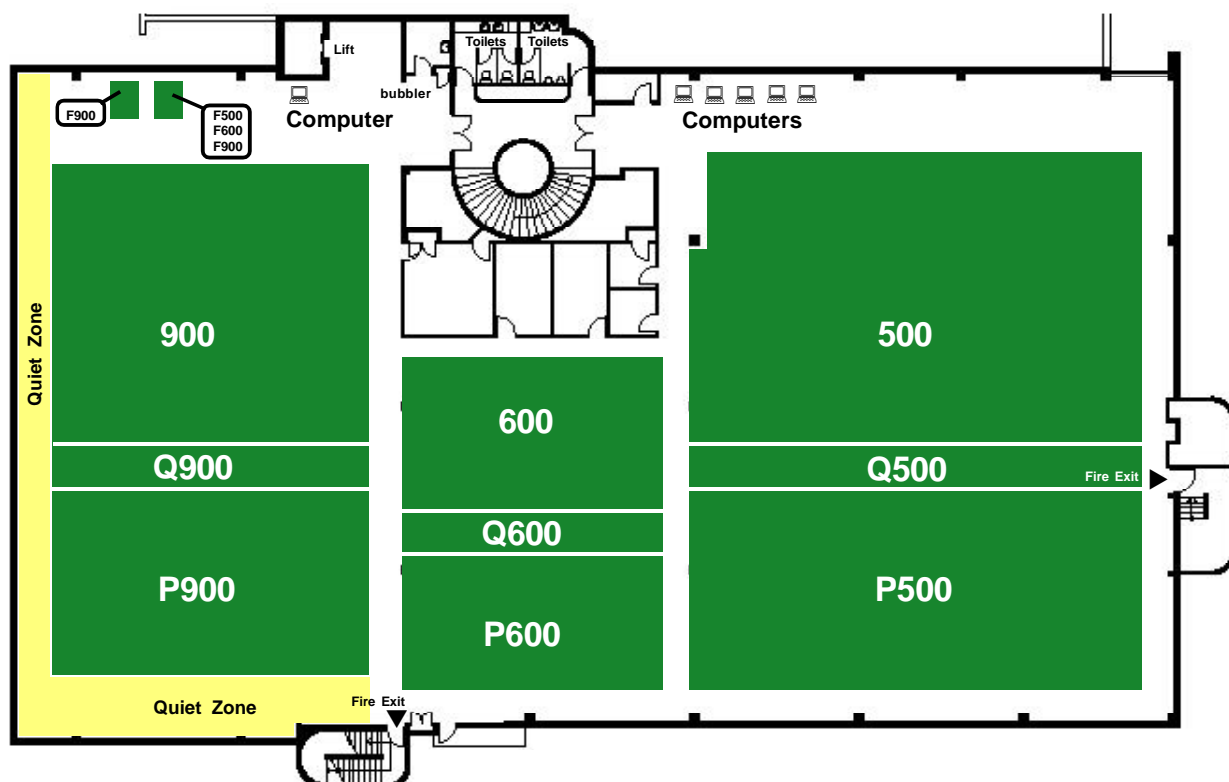 Toilets Toilets
Lift
bubbler
F900
F500
F600
F900
Computer
Computers
Quiet Zone
900
500
600
Q900
Q500
Fire Exit
Q600
P900
P500
P600
Fire Exit
Quiet Zone